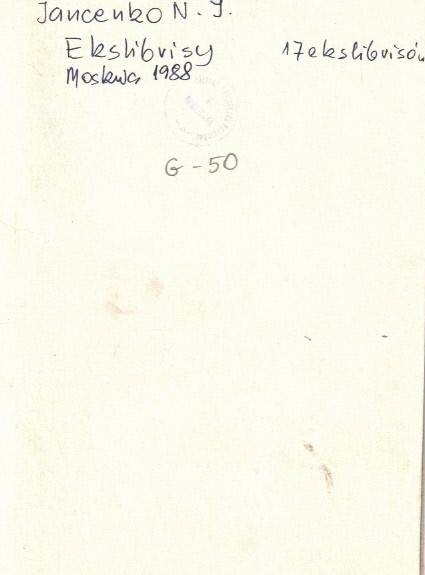 Jancenko N. J.
Ekslibrisy 17 ekslibrisów
Moskwa 1988
G-50